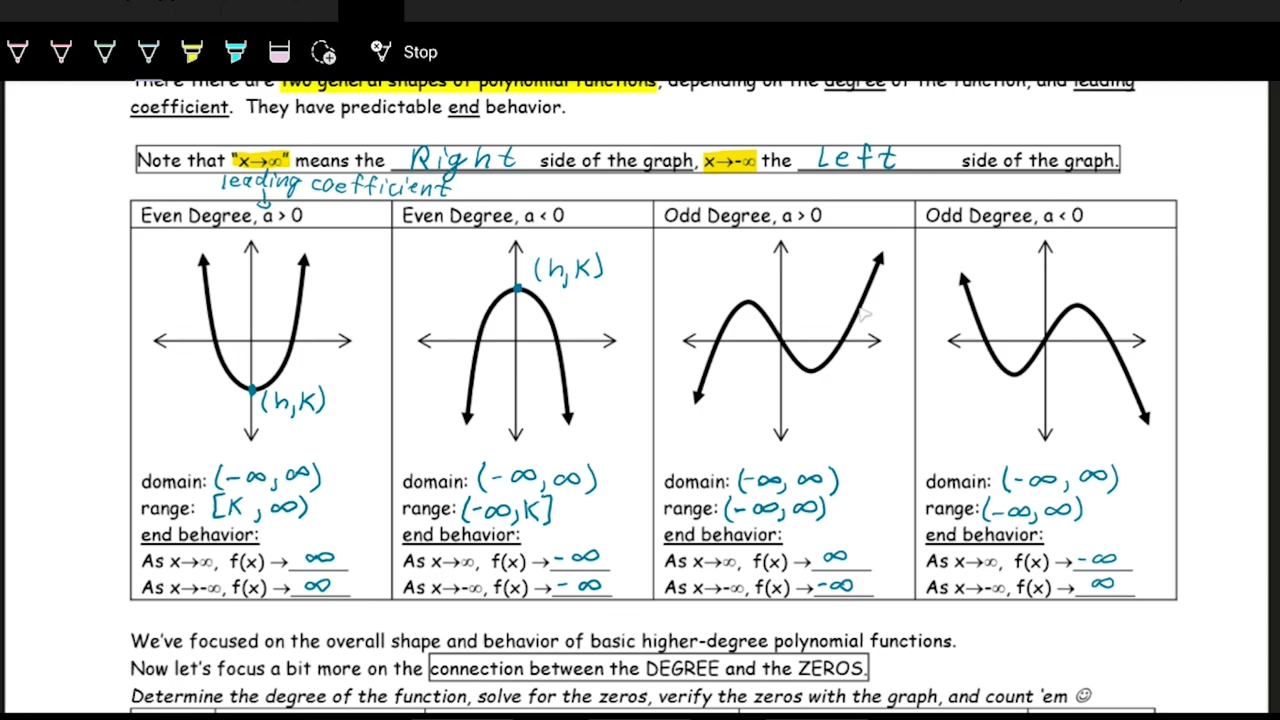 Stop
There there are two general shapes of polynomial functions, depending on the degree of the function, and leading
coefficient. They have predictable end behavior.
Note that "x→∞" means the Right side of the graph, x→-∞ the Left side of the graph.
leading coefficient
Even Degree, a > 0
Even Degree, a < 0
Odd Degree, a > 0
Odd Degree, a < 0
(h,K)
(h,K)
domain: (-∞,∞)
range: [K,∞)
end behavior:
As x→∞, f(x)→∞
As x→-∞, f(x)→∞
domain: (-∞,∞)
range: (-∞,K]
end behavior:
As x→∞, f(x)→-∞
As x→-∞, f(x)→-∞
domain: (-∞,∞)
range: (-∞,∞)
end behavior:
As x→∞, f(x)→∞
As x→-∞, f(x)→-∞
domain: (-∞,∞)
range: (-∞,∞)
end behavior:
As x→∞, f(x)→-∞
As x→-∞, f(x)→∞
We've focused on the overall shape and behavior of basic higher-degree polynomial functions.
Now let's focus a bit more on the connection between the DEGREE and the ZEROS.
Determine the degree of the function, solve for the zeros, verify the zeros with the graph, and count 'em ☺